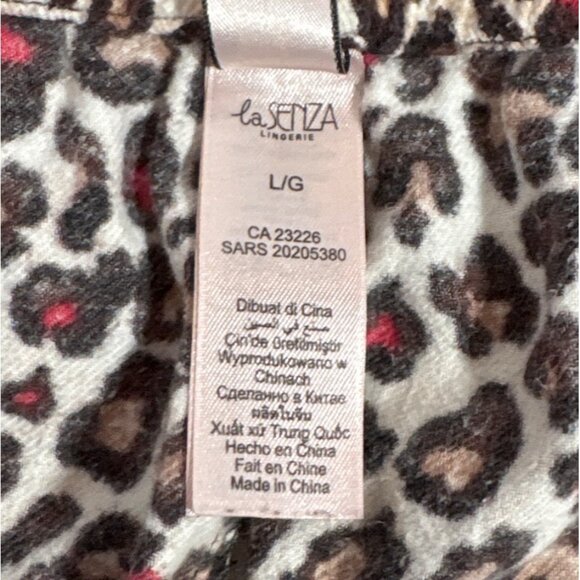 la SENZA
LINGERIE
L/G
CA 23226
SARS 20205380
Dibuat di Cina
صنع في الصين
Çin'de üretilmiştir
Wyprodukowano w
Chinach
Сделанно в Китае
ผลิตในจีน
Xuất xứ Trung Quốc
Hecho en China
Fait en Chine
Made in China